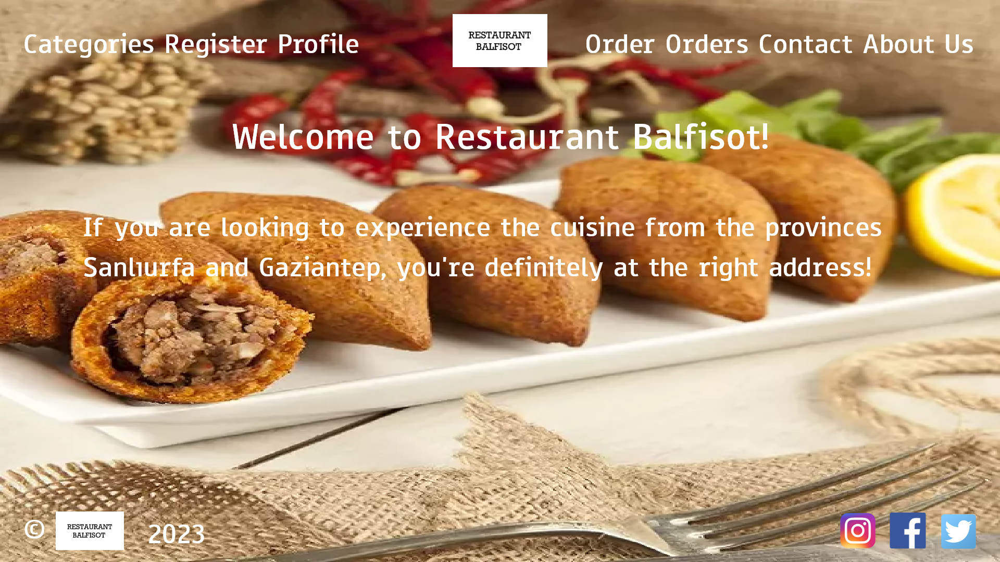 Categories Register Profile
RESTAURANT
BALFISOT
Order Orders Contact About Us
Welcome to Restaurant Balfisot!
If you are looking to experience the cuisine from the provinces
Sanlıurfa and Gaziantep, you're definitely at the right address!
©
RESTAURANT
BALFISOT
2023